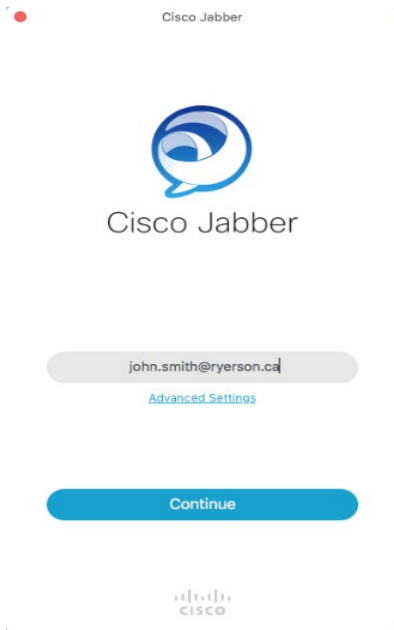 Cisco Jabber
Cisco Jabber
john.smith@ryerson.ca
Advanced Settings
Continue
CISCO